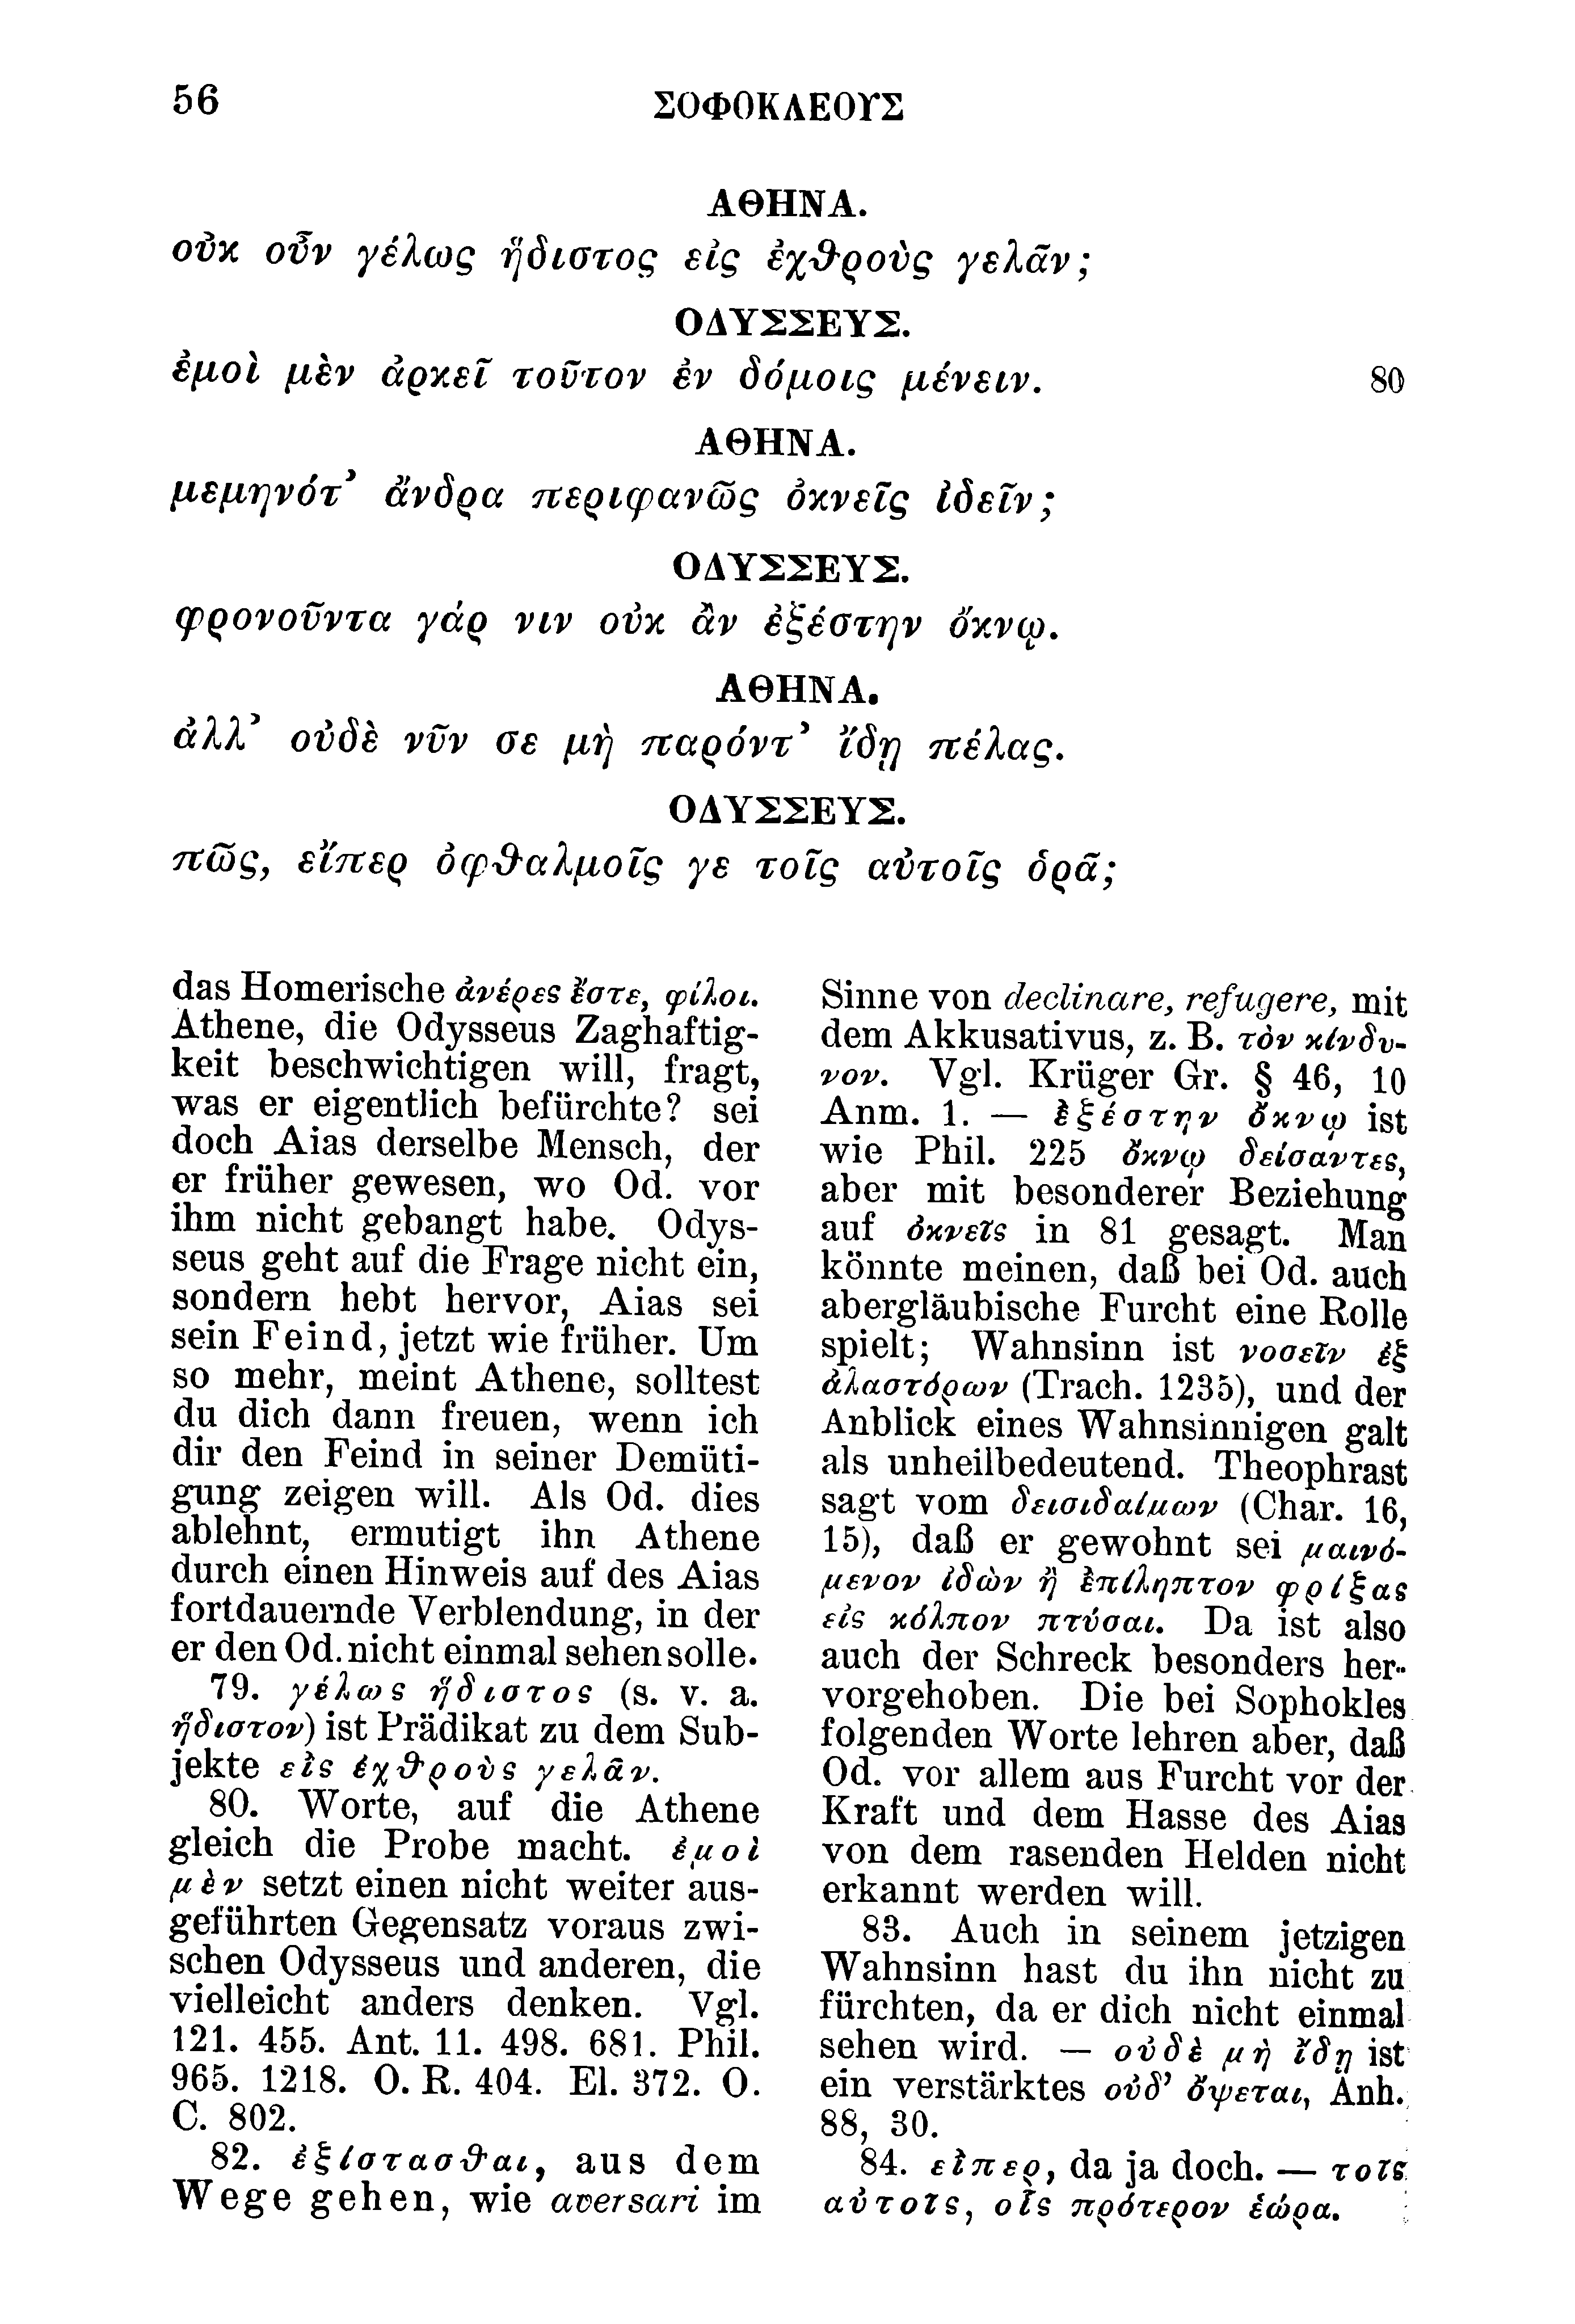 56
ΣΟΦΟΚΛΕΟΥΣ
ΑΘΗΝΑ.
οὐκ οὖν γέλως ἥδιστος εἰς ἐχθροὺς γελᾶν;
ΟΔΥΣΣΕΥΣ.
ἐμοὶ μὲν ἀρκεῖ τοῦτον ἐν δόμοις μένειν. 80
ΑΘΗΝΑ.
μεμηνότ’ ἄνδρα περιφανῶς ὀκνεῖς ἰδεῖν;
ΟΔΥΣΣΕΥΣ.
φρονοῦντα γάρ νιν οὐκ ἂν ἐξέστην ὄκνῳ.
ΑΘΗΝΑ.
ἀλλ’ οὐδὲ νῦν σε μὴ παρόντ’ ἴδῃ πέλας.
ΟΔΥΣΣΕΥΣ.
πῶς, εἴπερ ὀφθαλμοῖς γε τοῖς αὐτοῖς ὁρᾷ;
das Homerische ἀνέρες ἔστε, φίλοι.
Athene, die Odysseus Zaghaftig-
keit beschwichtigen will, fragt,
was er eigentlich befürchte? sei
doch Aias derselbe Mensch, der
er früher gewesen, wo Od. vor
ihm nicht gebangt habe. Odys-
seus geht auf die Frage nicht ein,
sondern hebt hervor, Aias sei
sein Feind, jetzt wie früher. Um
so mehr, meint Athene, solltest
du dich dann freuen, wenn ich
dir den Feind in seiner Demüti-
gung zeigen will. Als Od. dies
ablehnt, ermutigt ihn Athene
durch einen Hinweis auf des Aias
fortdauernde Verblendung, in der
er den Od. nicht einmal sehen solle.
79. γέλως ἥδιστος (s. v. a.
ἥδιστον) ist Prädikat zu dem Sub-
jekte εἰς ἐχθροὺς γελᾶν.
80. Worte, auf die Athene
gleich die Probe macht. ἐμοὶ
μὲν setzt einen nicht weiter aus-
geführten Gegensatz voraus zwi-
schen Odysseus und anderen, die
vielleicht anders denken. Vgl.
121. 455. Ant. 11. 498. 681. Phil.
965. 1218. O. R. 404. El. 372. O.
C. 802.
82. ἐξίστασθαι, aus dem
Wege gehen, wie aversari im
Sinne von declinare, refugere, mit
dem Akkusativus, z. B. τὸν κίνδυ-
νον. Vgl. Krüger Gr. § 46, 10
Anm. 1. — ἐξέστην ὄκνῳ ist
wie Phil. 225 ὄκνῳ δείσαντες,
aber mit besonderer Beziehung
auf ὀκνεῖς in 81 gesagt. Man
könnte meinen, daß bei Od. auch
abergläubische Furcht eine Rolle
spielt; Wahnsinn ist νοσεῖν ἐξ
ἀλαστόρων (Trach. 1235), und der
Anblick eines Wahnsinnigen galt
als unheilbedeutend. Theophrast
sagt vom δεισιδαίμων (Char. 16,
15), daß er gewohnt sei μαινό-
μενον ἰδὼν ἢ ἐπίληπτον φρίξας
εἰς κόλπον πτύσαι. Da ist also
auch der Schreck besonders her-
vorgehoben. Die bei Sophokles
folgenden Worte lehren aber, daß
Od. vor allem aus Furcht vor der
Kraft und dem Hasse des Aias
von dem rasenden Helden nicht
erkannt werden will.
83. Auch in seinem jetzigen
Wahnsinn hast du ihn nicht zu
fürchten, da er dich nicht einmal
sehen wird. — οὐδὲ μὴ ἴδῃ ist
ein verstärktes οὐδ’ ὄψεται, Anh.
88, 30.
84. εἴπερ, da ja doch. — τοῖς
αὐτοῖς, οἷς πρότερον ἑώρα.